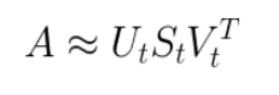 A ≈ U_t S_t V_t^T